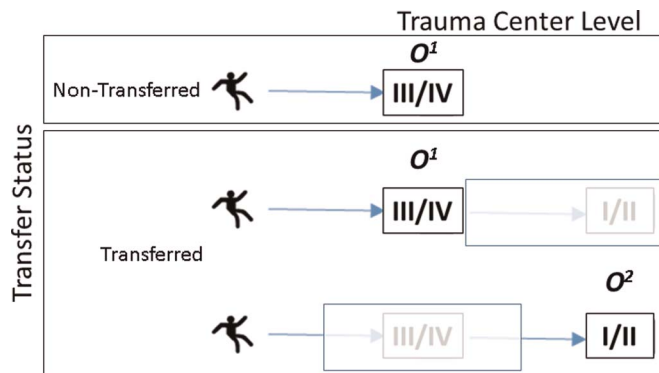 Trauma Center Level
O¹
Non-Transferred
III/IV
Transfer Status
O¹
III/IV
I/II
Transferred
O²
III/IV
I/II